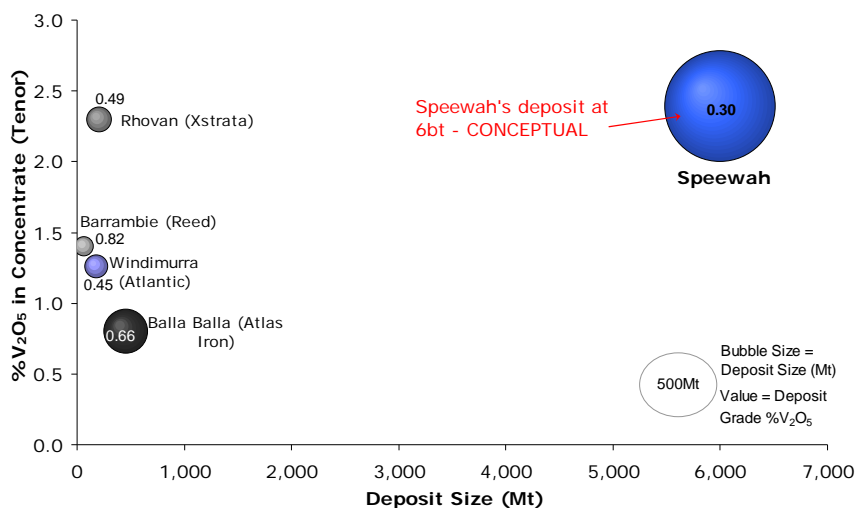 3.0
2.5
2.0
1.5
1.0
0.5
0.0
%V₂O₅ in Concentrate (Tenor)
0.49
Rhovan (Xstrata)
Speewah's deposit at
6bt - CONCEPTUAL
0.30
Speewah
Barrambie (Reed)
0.82
Windimurra
(Atlantic)
0.45
Balla Balla (Atlas
Iron)
0.66
500Mt
Bubble Size =
Deposit Size (Mt)
Value = Deposit
Grade %V₂O₅
0
1,000
2,000
3,000
4,000
5,000
6,000
7,000
Deposit Size (Mt)